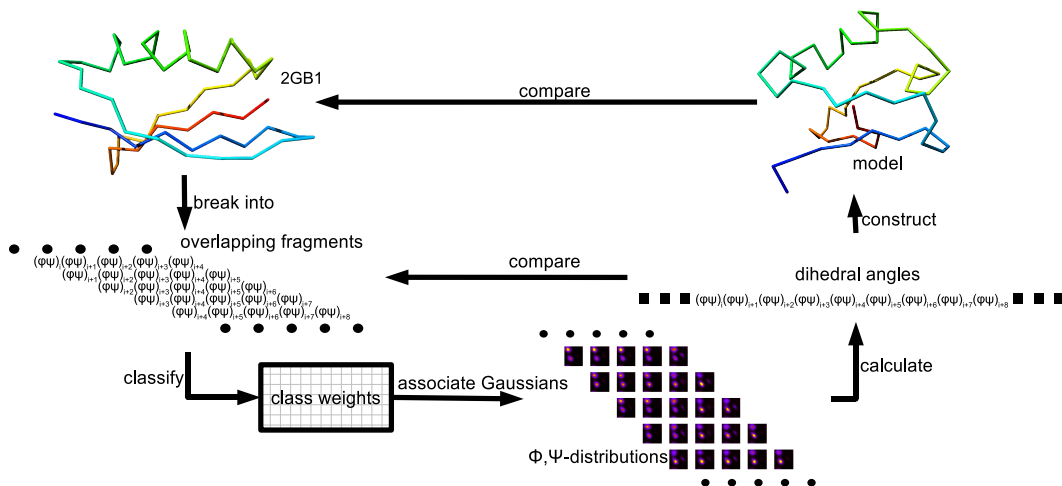 2GB1
compare
model
break into
construct
overlapping fragments
(φψ)i(φψ)i+1(φψ)i+2(φψ)i+3(φψ)i+4
(φψ)i+1(φψ)i+2(φψ)i+3(φψ)i+4(φψ)i+5
(φψ)i+2(φψ)i+3(φψ)i+4(φψ)i+5(φψ)i+6
(φψ)i+3(φψ)i+4(φψ)i+5(φψ)i+6(φψ)i+7
(φψ)i+4(φψ)i+5(φψ)i+6(φψ)i+7(φψ)i+8
compare
dihedral angles
(φψ)i(φψ)i+1(φψ)i+2(φψ)i+3(φψ)i+4(φψ)i+5(φψ)i+6(φψ)i+7(φψ)i+8
classify
class weights
associate Gaussians
calculate
Φ,Ψ-distributions